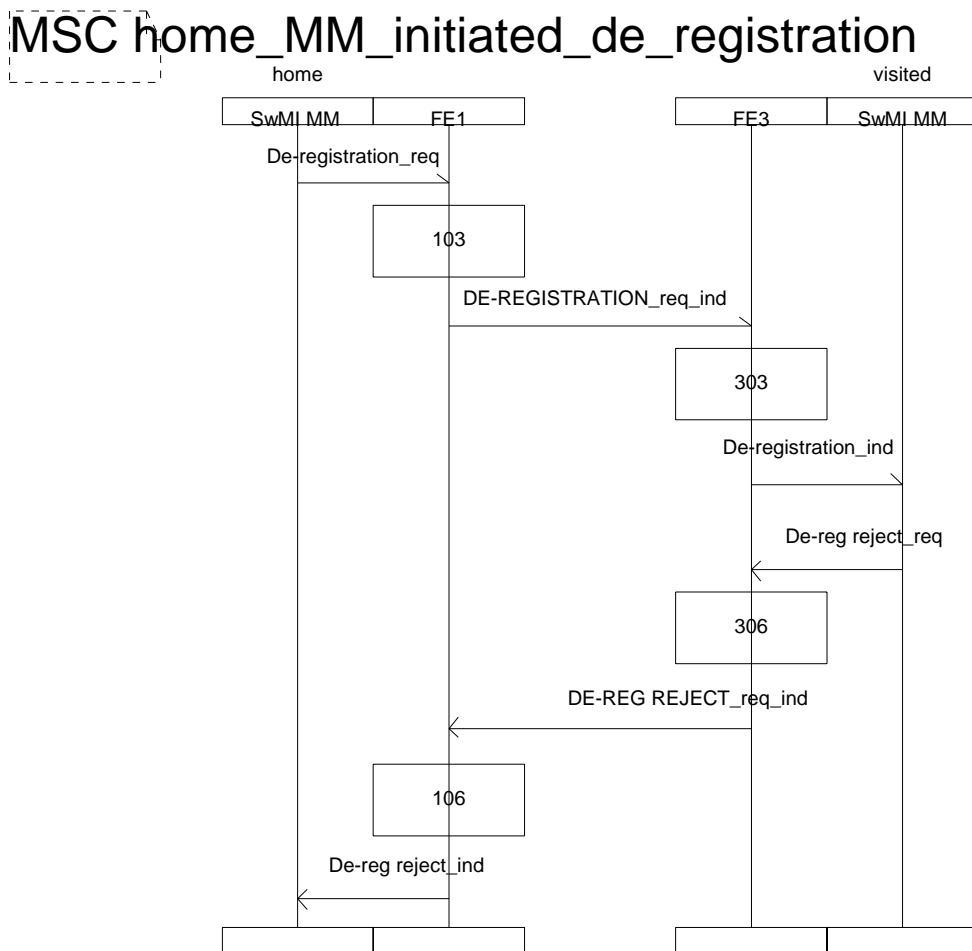 MSC home_MM_initiated_de_registration
home visited
SwMI MM FE1 FE3 SwMI MM
De-registration_req
103
DE-REGISTRATION_req_ind
303
De-registration_ind
De-reg reject_req
306
DE-REG REJECT_req_ind
106
De-reg reject_ind